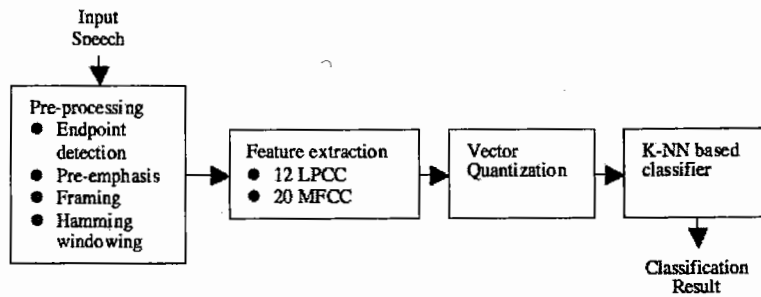 Input
Speech
Pre-processing
● Endpoint
detection
● Pre-emphasis
● Framing
● Hamming
windowing
Feature extraction
● 12 LPCC
● 20 MFCC
Vector
Quantization
K-NN based
classifier
Classification
Result